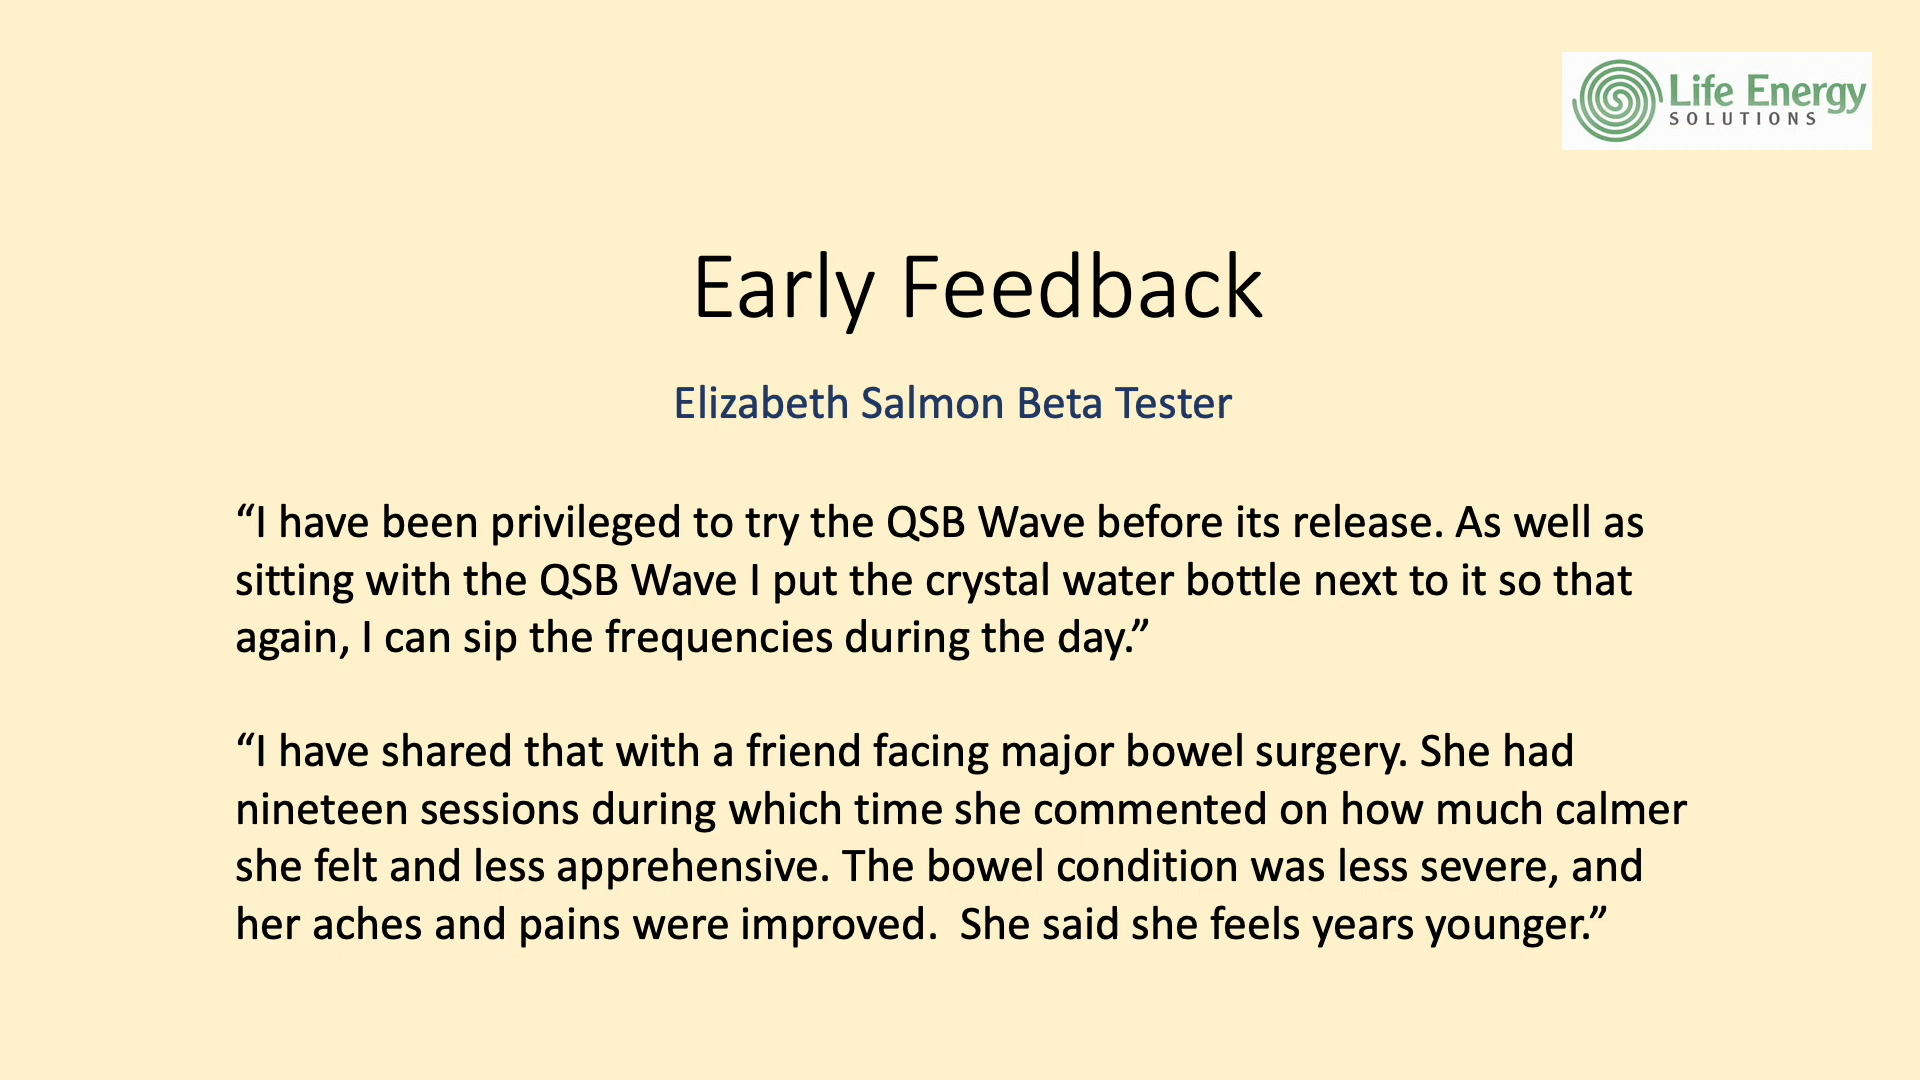 Life Energy
SOLUTIONS
Early Feedback
Elizabeth Salmon Beta Tester
“I have been privileged to try the QSB Wave before its release. As well as
sitting with the QSB Wave I put the crystal water bottle next to it so that
again, I can sip the frequencies during the day.”
“I have shared that with a friend facing major bowel surgery. She had
nineteen sessions during which time she commented on how much calmer
she felt and less apprehensive. The bowel condition was less severe, and
her aches and pains were improved.  She said she feels years younger.”